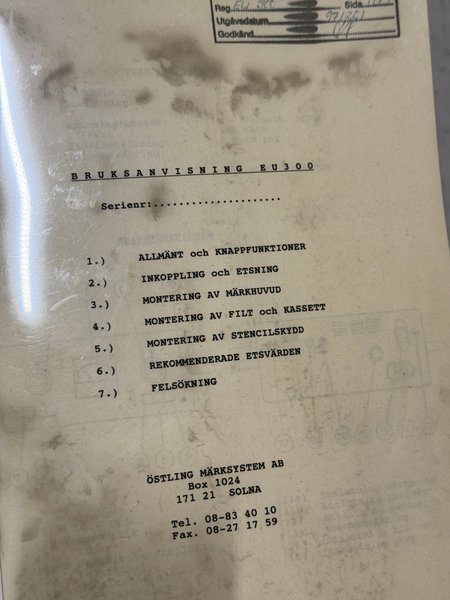 Reg.
Sida
Utgåvedatum
Godkänd
BRUKSANVISNING EU300
Serienr:....................
1.) ALLMÄNT och KNAPPFUNKTIONER
2.) INKOPPLING och ETSNING
3.) MONTERING AV MÄRKHUVUD
4.) MONTERING AV FILT och KASSETT
5.) MONTERING AV STENCILSKYDD
6.) REKOMMENDERADE ETSVÄRDEN
7.) FELSÖKNING
ÖSTLING MÄRKSYSTEM AB
Box 1024
171 21 SOLNA
Tel. 08-83 40 10
Fax. 08-27 17 59